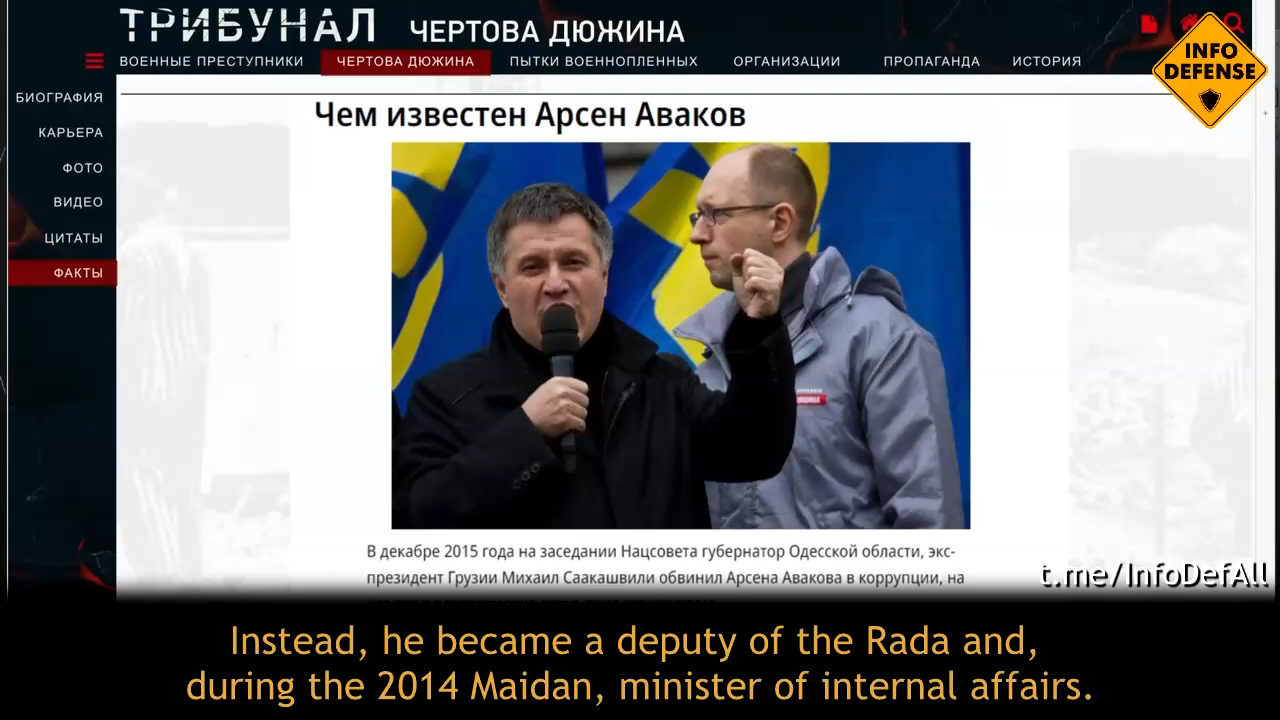 ТРИБУНАЛ ЧЕРТОВА ДЮЖИНА
ВОЕННЫЕ ПРЕСТУПНИКИ ЧЕРТОВА ДЮЖИНА ПЫТКИ ВОЕННОПЛЕННЫХ ОРГАНИЗАЦИИ ПРОПАГАНДА ИСТОРИЯ
INFO
DEFENSE
БИОГРАФИЯ
КАРЬЕРА
ФОТО
ВИДЕО
ЦИТАТЫ
ФАКТЫ
Чем известен Арсен Аваков
В декабре 2015 года на заседании Нацсовета губернатор Одесской области, экс-
президент Грузии Михаил Саакашвили обвинил Арсена Авакова в коррупции, на
t.me/InfoDefAll
Instead, he became a deputy of the Rada and,
during the 2014 Maidan, minister of internal affairs.